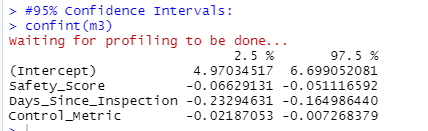 > #95% Confidence Intervals:
> confint(m3)
Waiting for profiling to be done...
2.5 % 97.5 %
(Intercept) 4.97034517 6.699052081
Safety_Score -0.06629131 -0.051116592
Days_Since_Inspection -0.23294631 -0.164986440
Control_Metric -0.02187053 -0.007268379
>